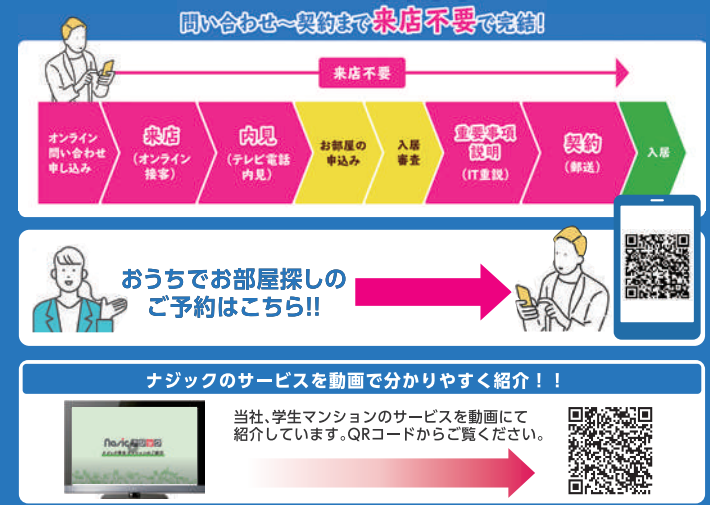 問い合わせ～契約まで来店不要で完結!
来店不要
オンライン
問い合わせ
申し込み
来店
(オンライン
接客)
内見
(テレビ電話
内見)
お部屋の
申込み
入居
審査
重要事項
説明
(IT重説)
契約
(郵送)
入居
おうちでお部屋探しの
ご予約はこちら!!
ナジックのサービスを動画で分かりやすく紹介！！
当社、学生マンションのサービスを動画にて
紹介しています。QRコードからご覧ください。